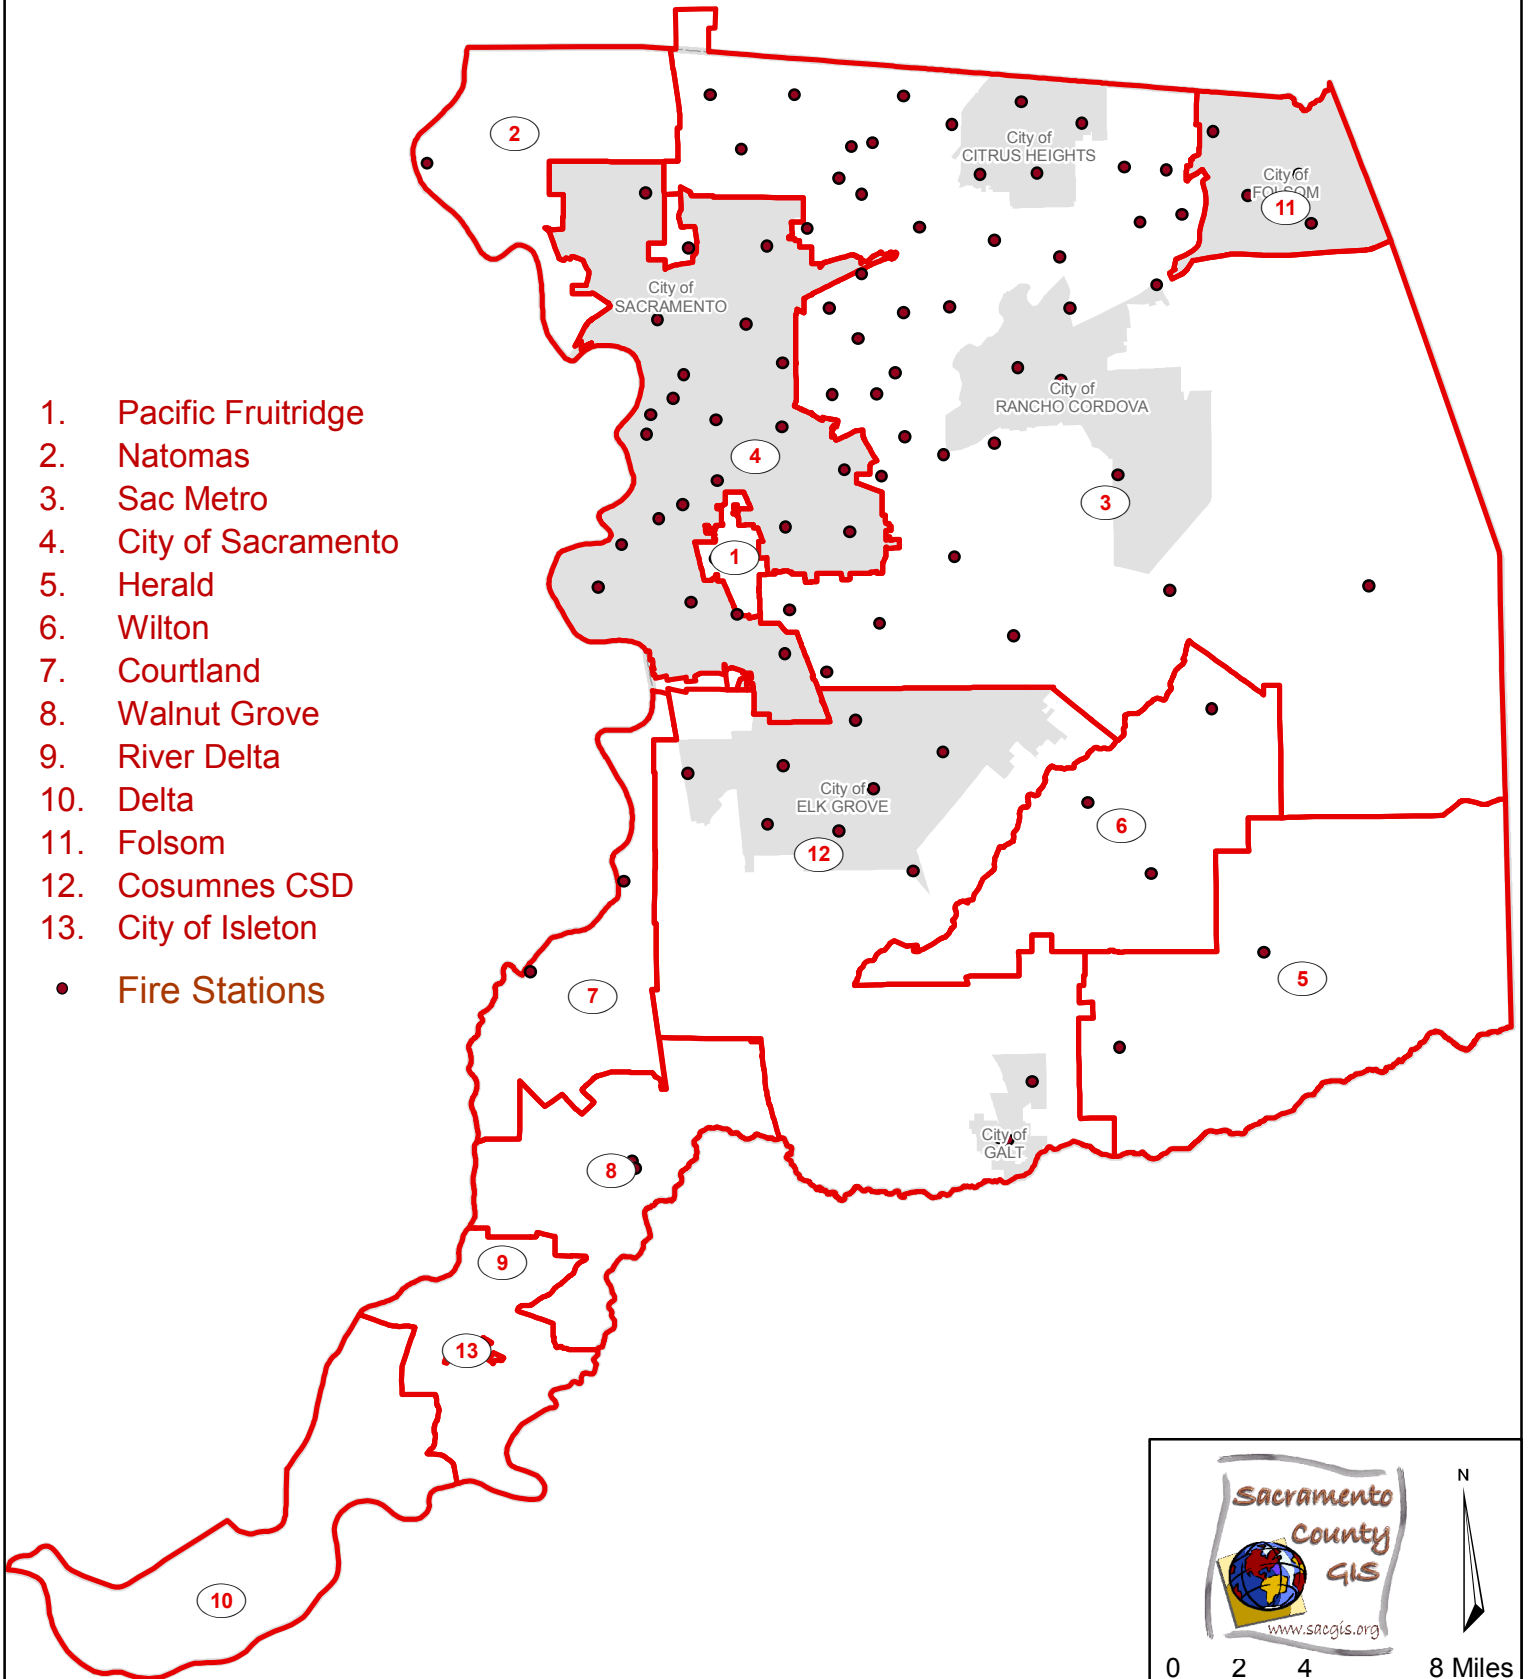 2
City of
CITRUS HEIGHTS
City of
FOLSOM
11
City of
SACRAMENTO
City of
RANCHO CORDOVA
4
3
1
1. Pacific Fruitridge
2. Natomas
3. Sac Metro
4. City of Sacramento
5. Herald
6. Wilton
7. Courtland
8. Walnut Grove
9. River Delta
10. Delta
11. Folsom
12. Cosumnes CSD
13. City of Isleton
Fire Stations
City of
ELK GROVE
12
6
5
7
City of
GALT
8
9
13
10
Sacramento
County
GIS
www.sacgis.org
N
0 2 4 8 Miles